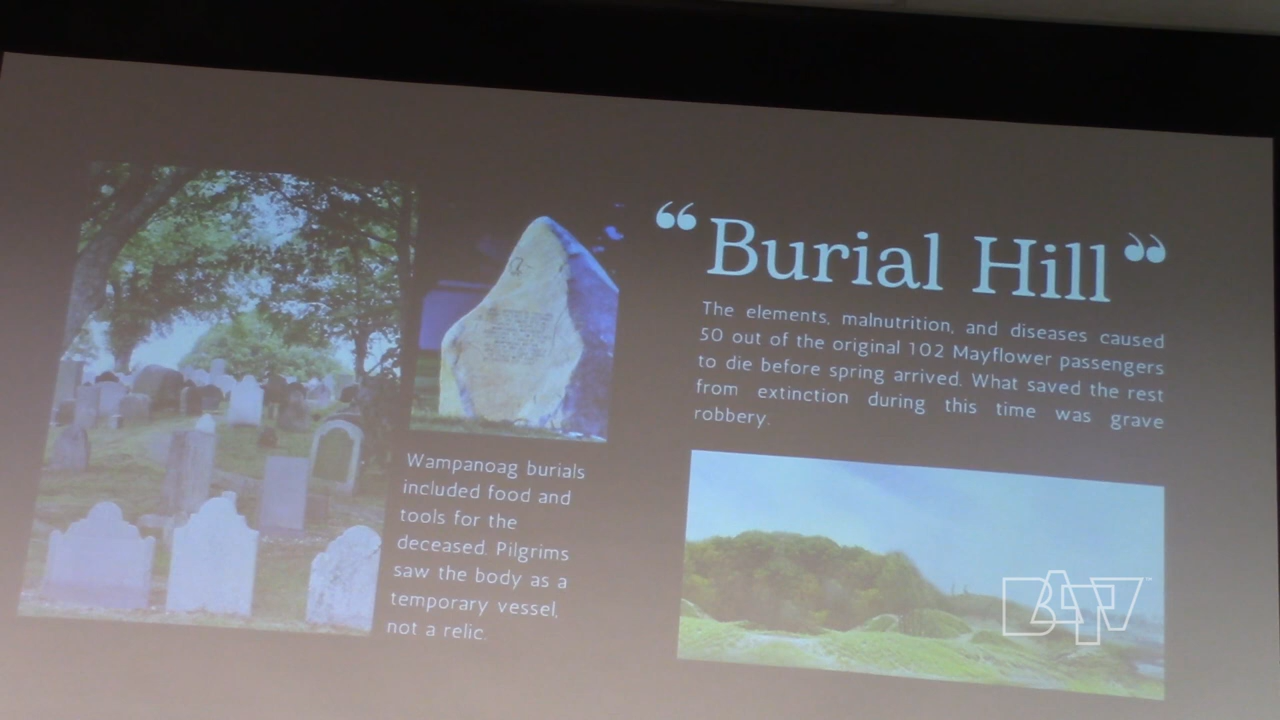 “Burial Hill”
The elements, malnutrition, and diseases caused
50 out of the original 102 Mayflower passengers
to die before spring arrived. What saved the rest
from extinction during this time was grave
robbery.
Wampanoag burials
included food and
tools for the
deceased. Pilgrims
saw the body as a
temporary vessel,
not a relic.
BATV